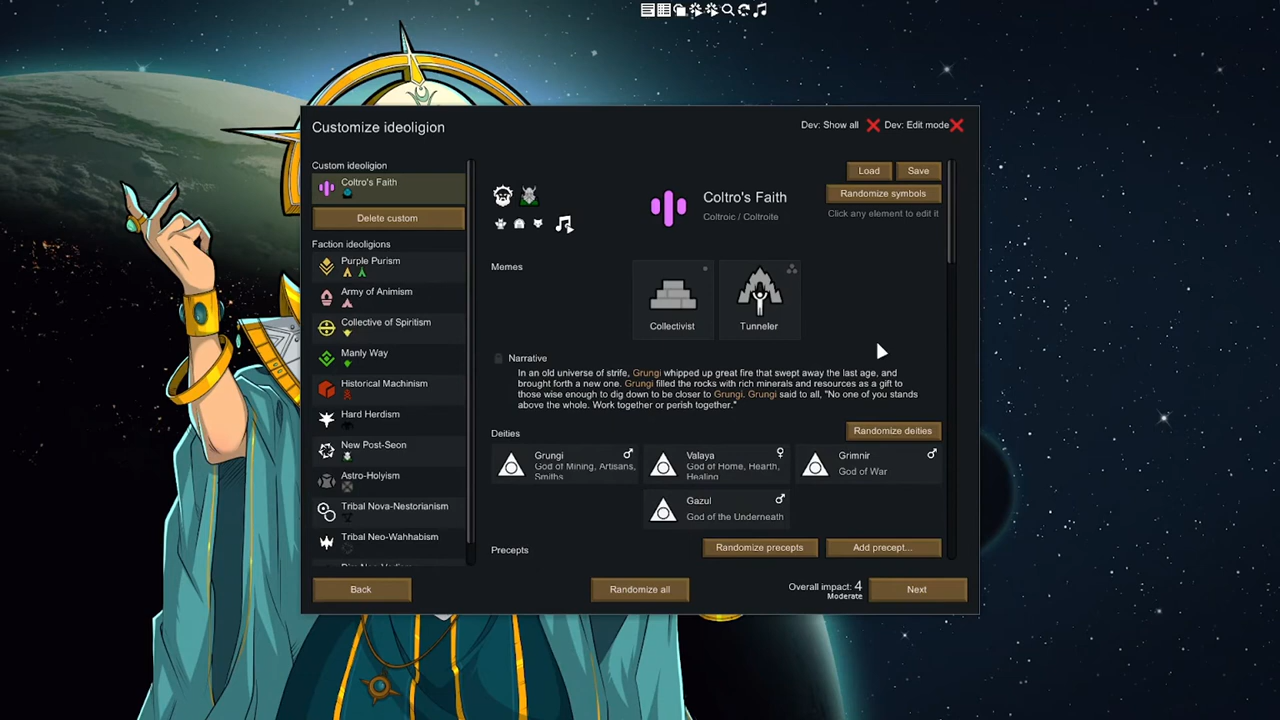 Customize ideoligion
Dev: Show all
Dev: Edit mode
Custom ideoligion
Coltro's Faith
Delete custom
Faction ideoligions
Purple Purism
Army of Animism
Collective of Spiritism
Manly Way
Historical Machinism
Hard Herdism
New Post-Seon
Astro-Holyism
Tribal Nova-Nestorianism
Tribal Neo-Wahhabism
Coltro's Faith
Coltroic / Coltroite
Load
Save
Randomize symbols
Click any element to edit it
Memes
Collectivist
Tunneler
Narrative
In an old universe of strife, Grungi whipped up great fire that swept away the last age, and
brought forth a new one. Grungi filled the rocks with rich minerals and resources as a gift to
those wise enough to dig down to be closer to Grungi. Grungi said to all, "No one of you stands
above the whole. Work together or perish together."
Deities
Randomize deities
Grungi
God of Mining, Artisans,
Smiths
Valaya
God of Home, Hearth,
Healing
Grimnir
God of War
Gazul
God of the Underneath
Precepts
Randomize precepts
Add precept...
Back
Randomize all
Overall impact: 4
Moderate
Next